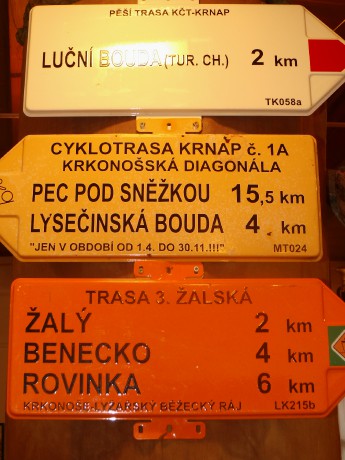 PĚŠÍ TRASA KČT-KRNAP
LUČNÍ BOUDA (TUR. CH.) 2 km
TK058a
CYKLOTRASA KRNAP č. 1A
KRKONOŠSKÁ DIAGONÁLA
PEC POD SNĚŽKOU 15,5 km
LYSEČINSKÁ BOUDA 4 km
"JEN V OBDOBÍ OD 1.4. DO 30.11.!!!" MT024
TRASA 3. ŽALSKÁ
ŽALÝ 2 km
BENECKO 4 km
ROVINKA 6 km
KRKONOŠE-LYŽAŘSKÝ BĚŽECKÝ RÁJ LK215b